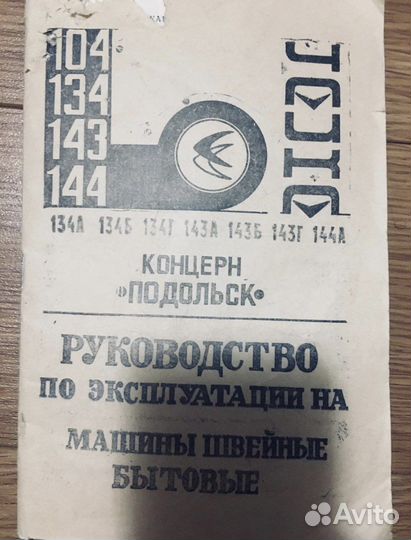 104
134
143
144
134А 134Б 134Г 143А 143Б 143Г 144А
КОНЦЕРН
«ПОДОЛЬСК»
РУКОВОДСТВО
ПО ЭКСПЛУАТАЦИИ НА
МАШИНЫ ШВЕЙНЫЕ
БЫТОВЫЕ
Avito